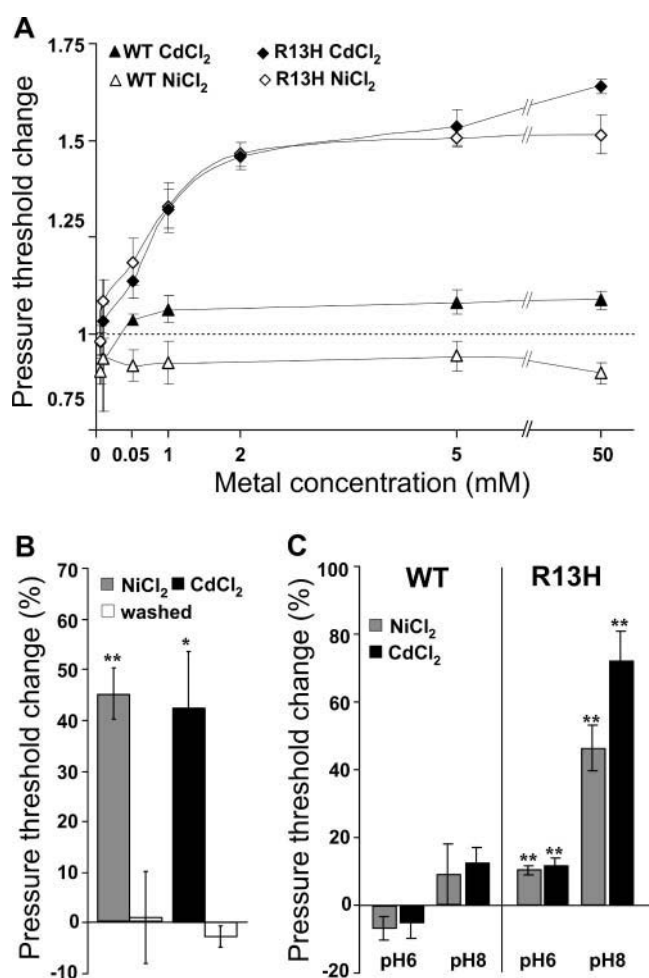 A
WT CdCl2 R13H CdCl2
WT NiCl2 R13H NiCl2
Pressure threshold change
1.75
1.5
1.25
1
0.75
0 0.05 1 2 5 50
Metal concentration (mM)
B
NiCl2 CdCl2
washed
Pressure threshold change (%)
70
60
50
40
30
20
10
0
-10
**
*
C
WT R13H
NiCl2
CdCl2
Pressure threshold change (%)
100
80
60
40
20
0
-20
**
**
** **
pH6 pH8 pH6 pH8